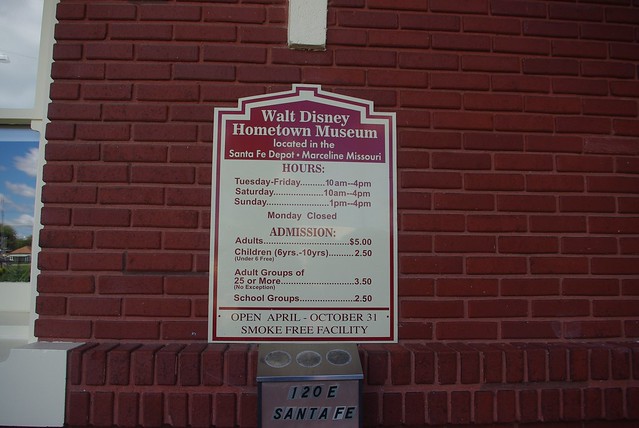 Walt Disney
Hometown Museum
located in the
Santa Fe Depot • Marceline Missouri
HOURS:
Tuesday-Friday..........10am--4pm
Saturday....................10am--4pm
Sunday........................1pm--4pm
Monday Closed
ADMISSION:
Adults......................$5.00
Children (6yrs.-10yrs)..........2.50
(Under 6 Free)
Adult Groups of
25 or More.............................3.50
(No Exception)
School Groups.......................2.50
OPEN APRIL - OCTOBER 31
SMOKE FREE FACILITY
120 E
SANTA FE